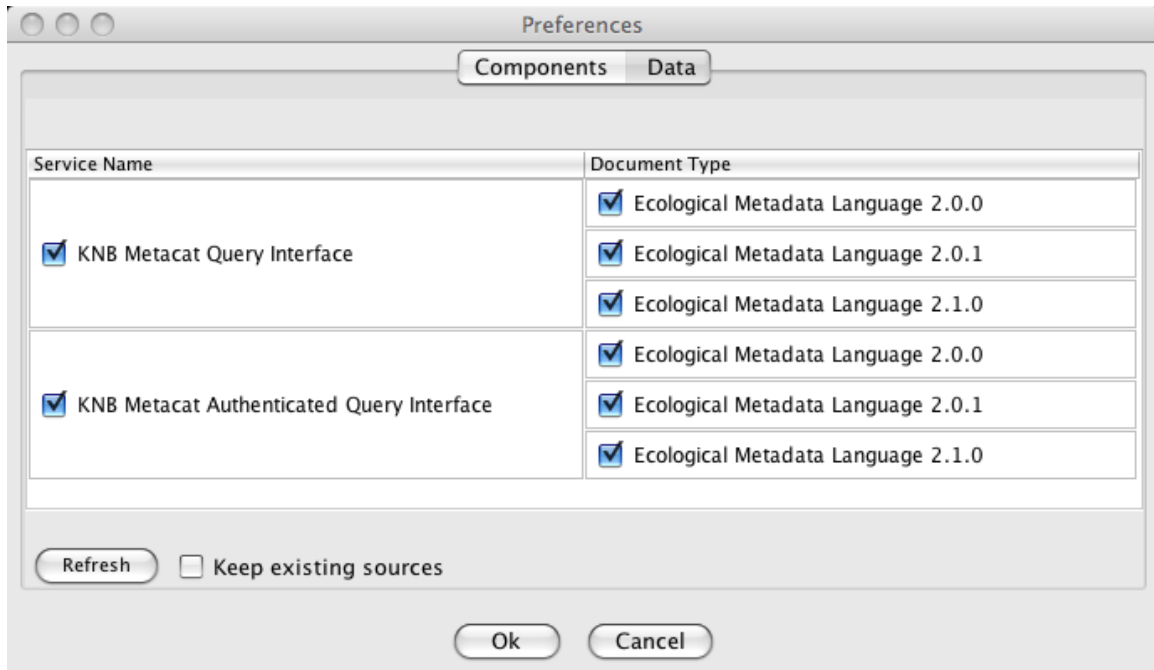 Preferences
Components Data
Service Name Document Type
KNB Metacat Query Interface
Ecological Metadata Language 2.0.0
Ecological Metadata Language 2.0.1
Ecological Metadata Language 2.1.0
KNB Metacat Authenticated Query Interface
Ecological Metadata Language 2.0.0
Ecological Metadata Language 2.0.1
Ecological Metadata Language 2.1.0
Refresh Keep existing sources
Ok Cancel